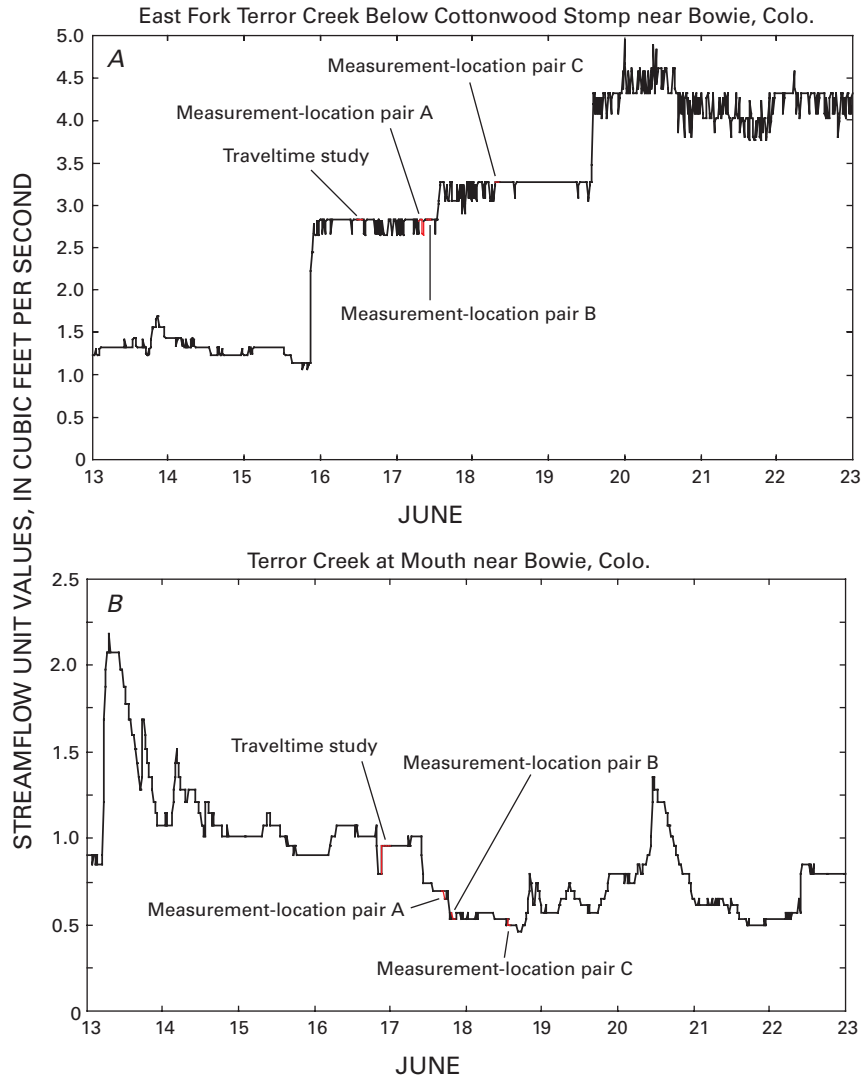 East Fork Terror Creek Below Cottonwood Stomp near Bowie, Colo.
A
5.0
4.5
4.0
3.5
3.0
2.5
2.0
1.5
1.0
0.5
0
Measurement-location pair C
Measurement-location pair A
Traveltime study
Measurement-location pair B
13 14 15 16 17 18 19 20 21 22 23
JUNE
STREAMFLOW UNIT VALUES, IN CUBIC FEET PER SECOND
Terror Creek at Mouth near Bowie, Colo.
B
2.5
2.0
1.5
1.0
0.5
0
Traveltime study
Measurement-location pair B
Measurement-location pair A
Measurement-location pair C
13 14 15 16 17 18 19 20 21 22 23
JUNE